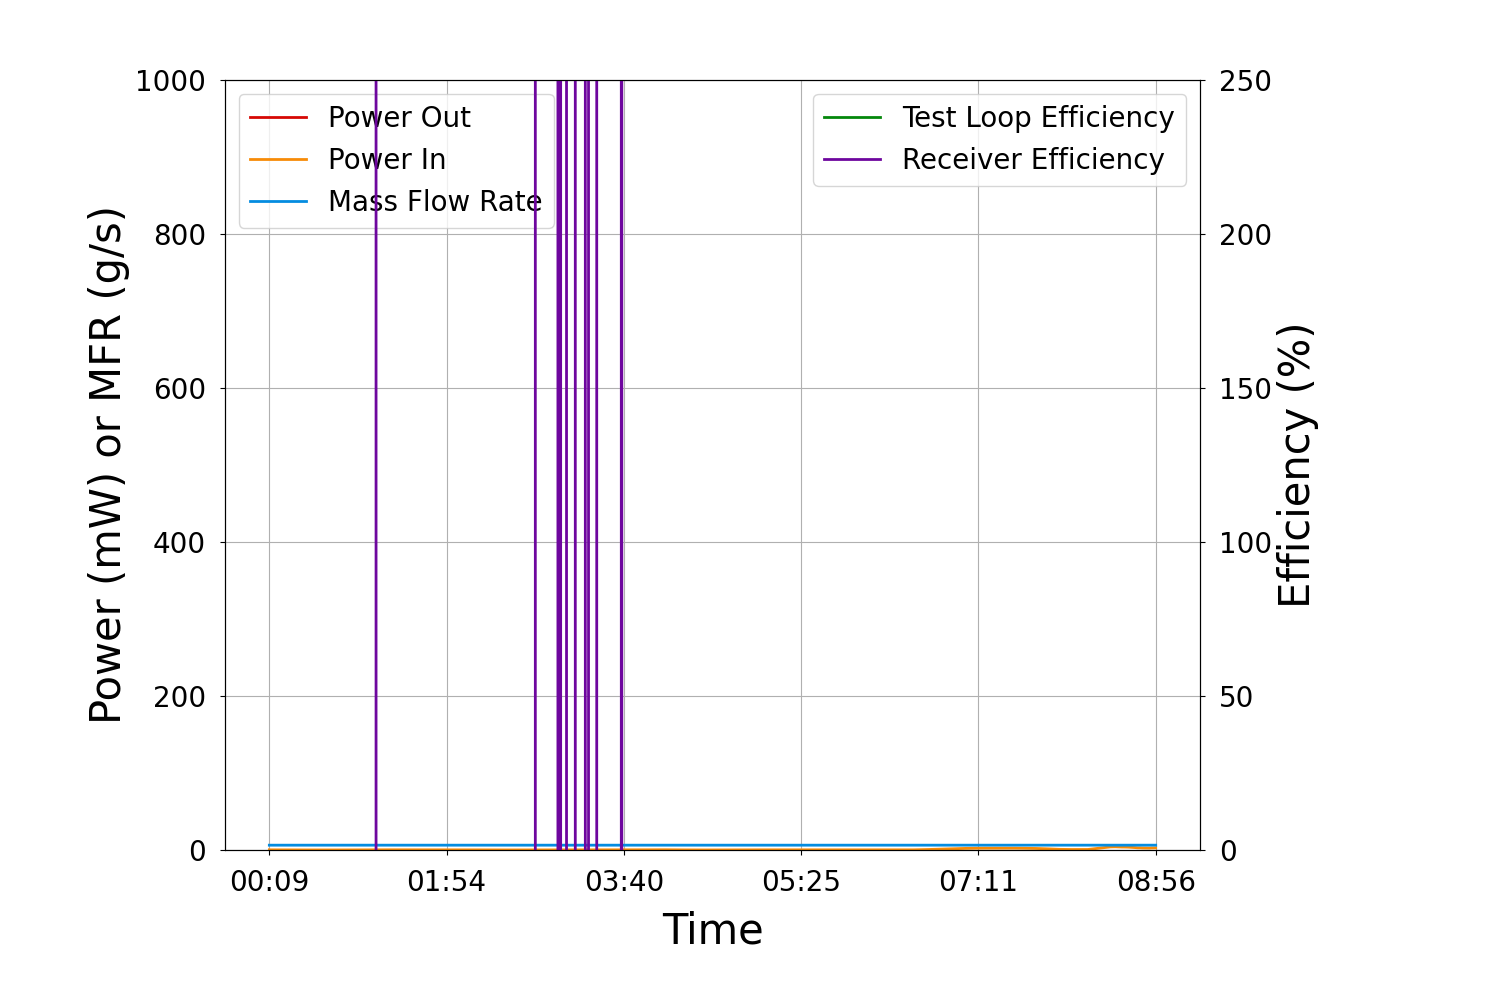 1000
800
600
400
200
0
Power (mW) or MFR (g/s)
Power Out
Power In
Mass Flow Rate
Test Loop Efficiency
Receiver Efficiency
250
200
150
100
50
0
Efficiency (%)
00:09 01:54 03:40 05:25 07:11 08:56
Time